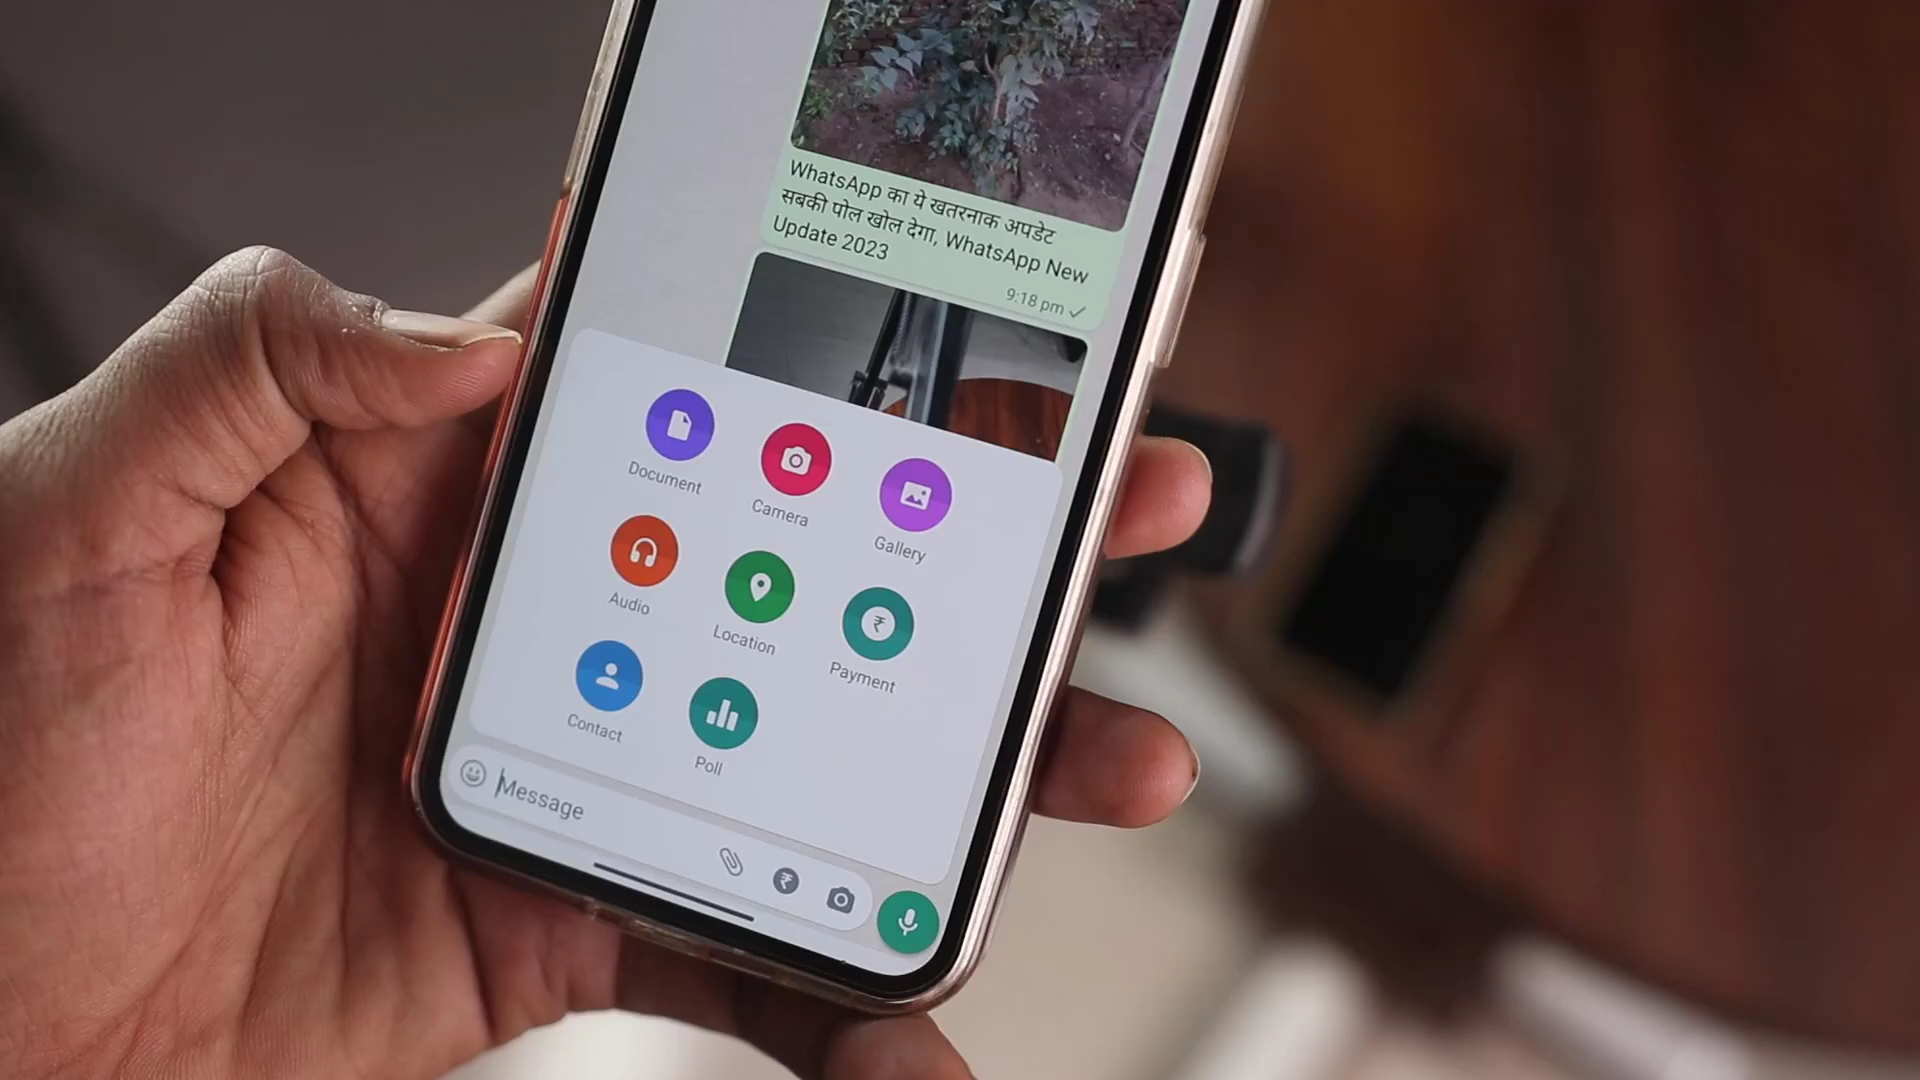 WhatsApp का ये खतरनाक अपडेट
सबकी पोल खोल देगा, WhatsApp New
Update 2023
9:18 pm
Document
Camera
Gallery
Audio
Location
Payment
Contact
Poll
Message